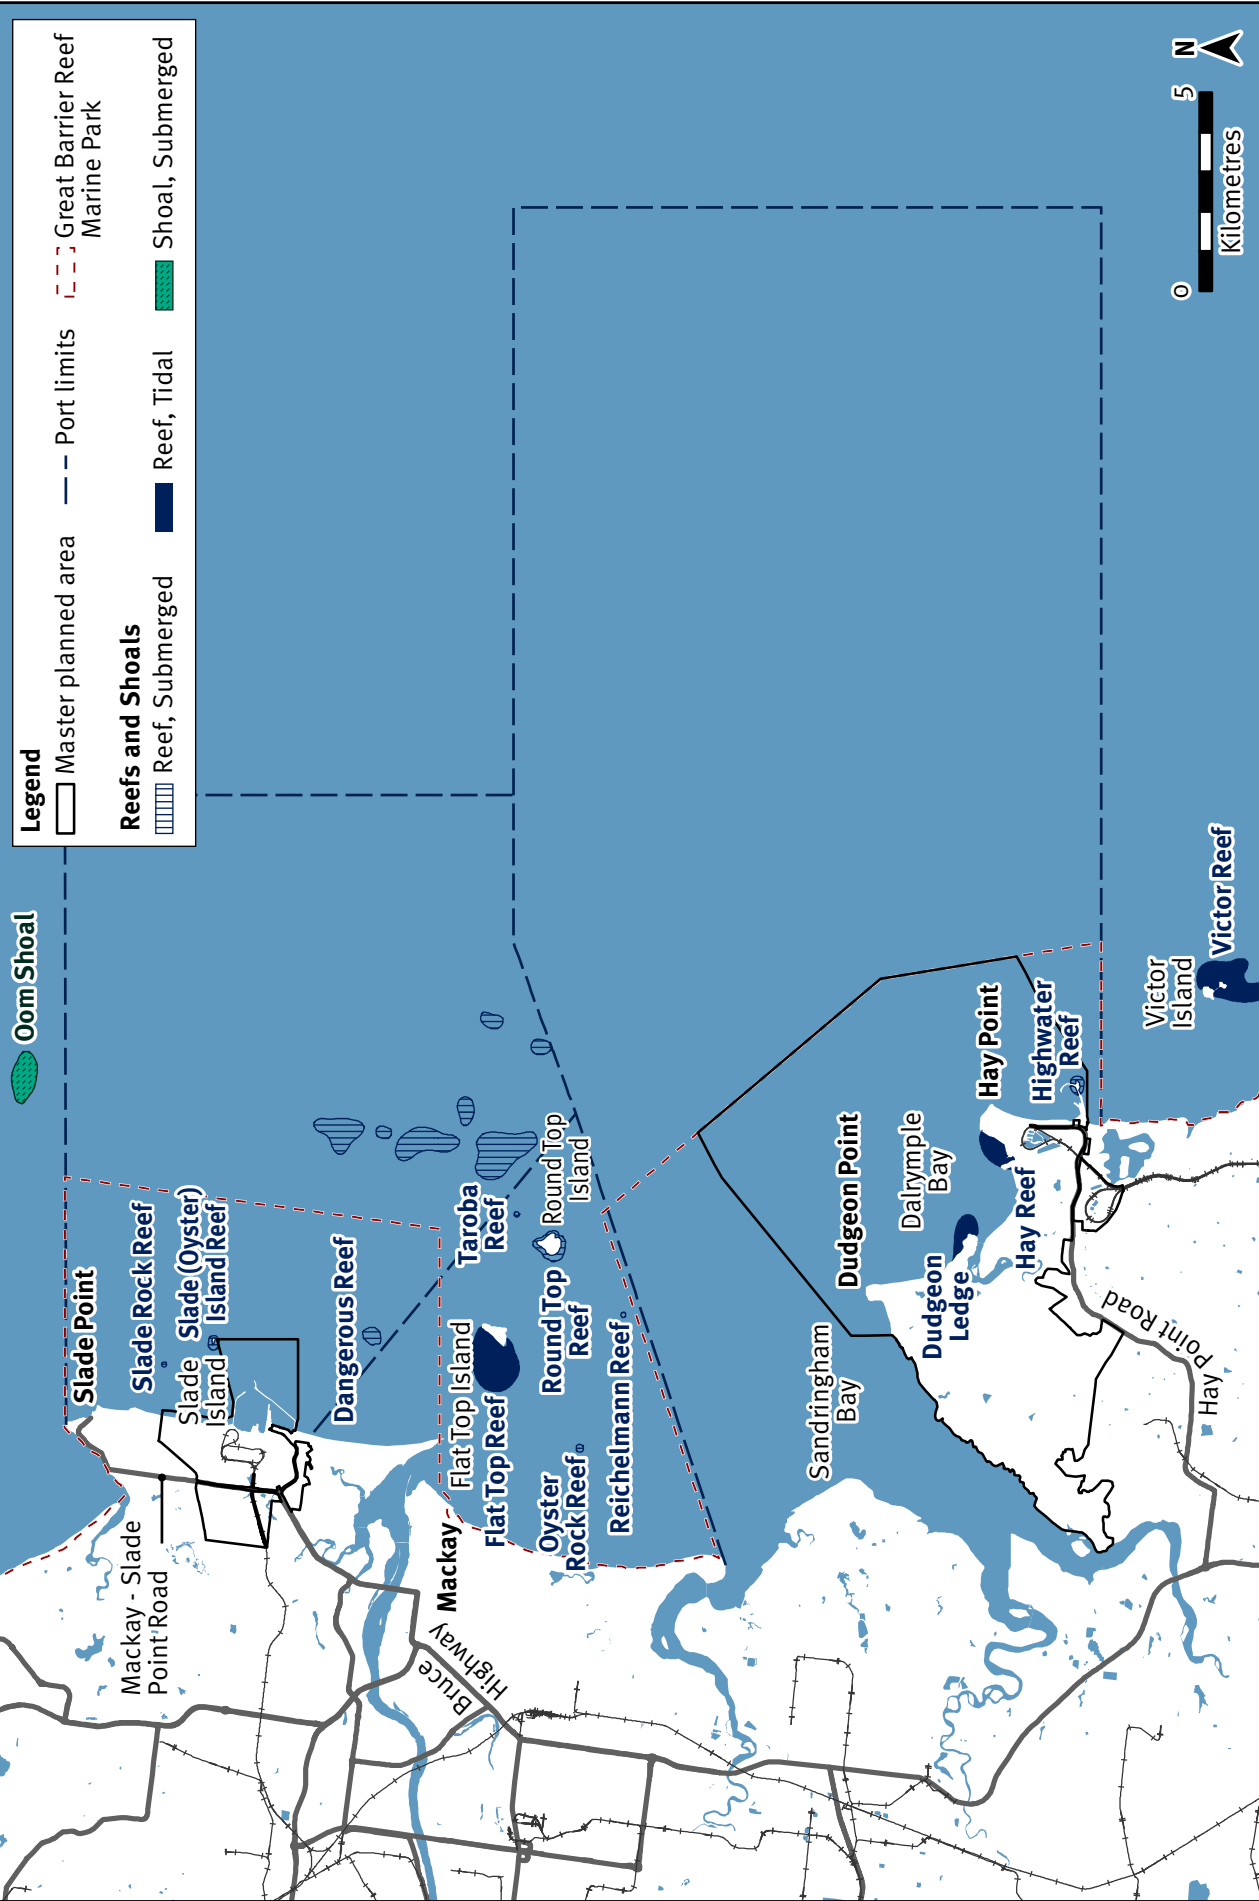 Legend
Master planned area
Port limits
Great Barrier Reef
Marine Park
Reefs and Shoals
Reef, Submerged
Reef, Tidal
Shoal, Submerged
N
0
5
Kilometres
Oom Shoal
Slade Point
Slade Rock Reef
Slade (Oyster)
Island Reef
Slade
Island
Mackay - Slade
Point Road
Dangerous Reef
Mackay
Bruce
Highway
Flat Top Island
Flat Top Reef
Taroba
Reef
Round Top
Island
Round Top
Reef
Oyster
Rock Reef
Reichelmann Reef
Sandringham
Bay
Dudgeon Point
Dalrymple
Bay
Dudgeon
Ledge
Hay Point
Hay Reef
Highwater
Reef
Hay
Point Road
Victor
Island
Victor Reef